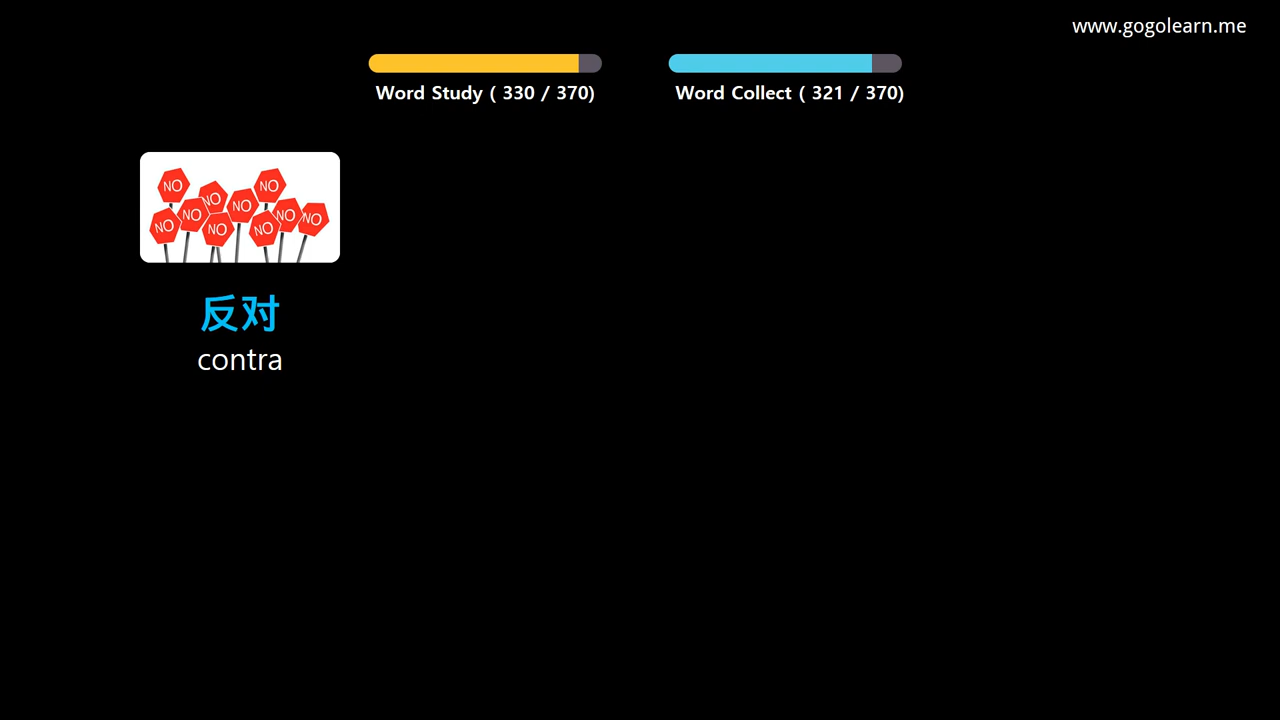 www.gogolearn.me
Word Study ( 330 / 370)
Word Collect ( 321 / 370)
NO NO NO NO NO NO NO NO NO NO
反对
contra